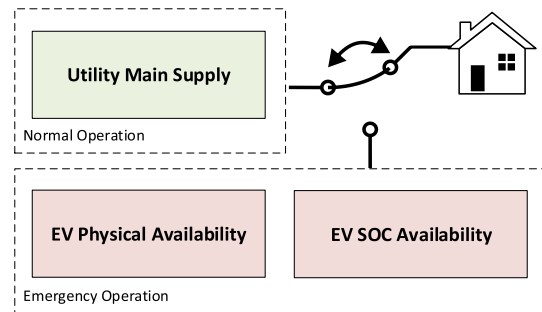 Utility Main Supply
Normal Operation
EV Physical Availability
EV SOC Availability
Emergency Operation